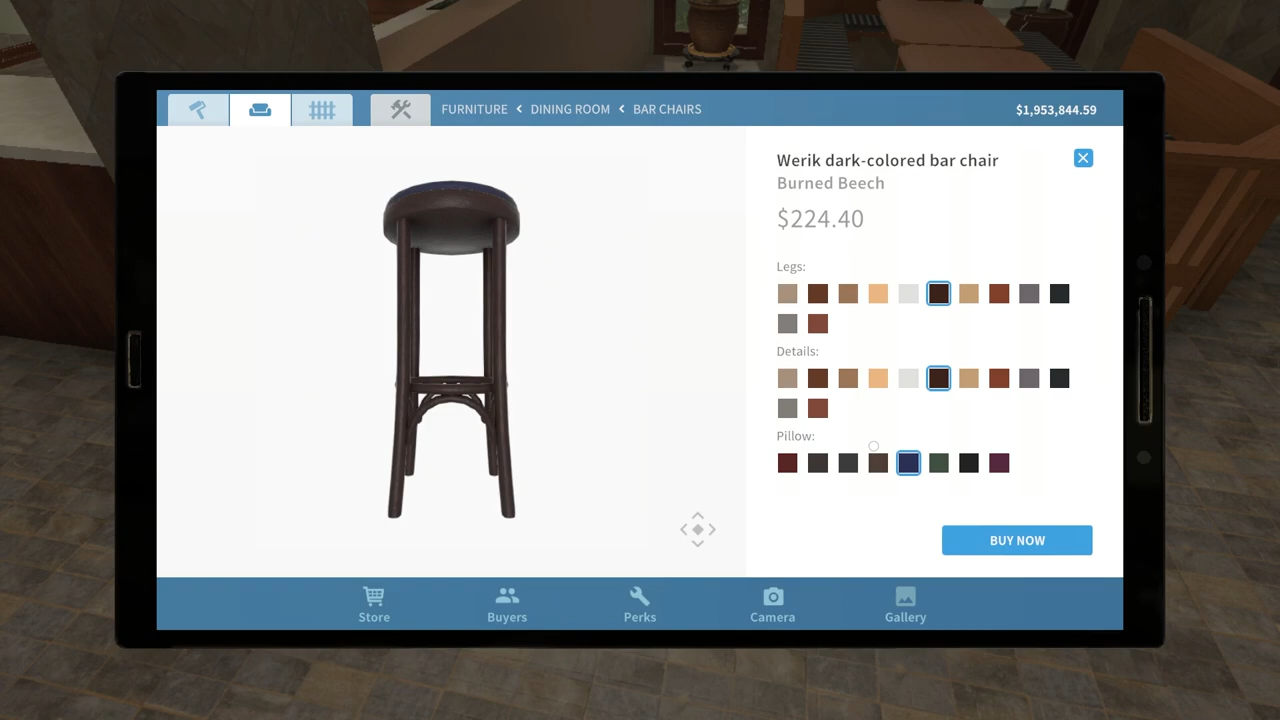 FURNITURE < DINING ROOM < BAR CHAIRS
$1,953,844.59
Werik dark-colored bar chair
Burned Beech
$224.40
Legs:
Details:
Pillow:
BUY NOW
Store
Buyers
Perks
Camera
Gallery